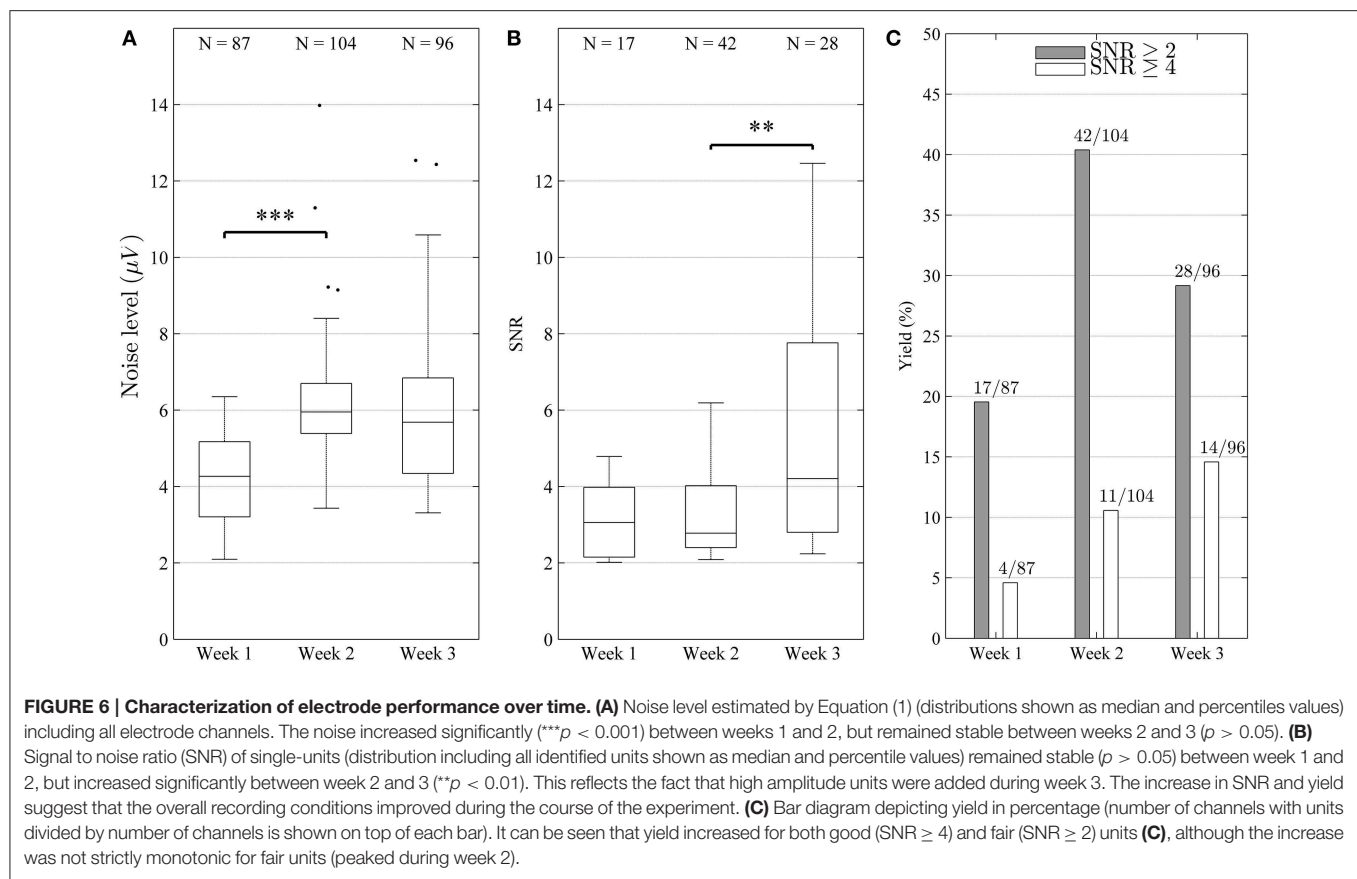 A
N = 87
N = 104
N = 96
Noise level (µV)
14
12
10
8
6
4
2
0
***
Week 1
Week 2
Week 3
B
N = 17
N = 42
N = 28
SNR
14
12
10
8
6
4
2
0
**
Week 1
Week 2
Week 3
C
SNR ≥ 2
SNR ≥ 4
Yield (%)
50
45
40
35
30
25
20
15
10
5
0
17/87
4/87
42/104
11/104
28/96
14/96
Week 1
Week 2
Week 3
FIGURE 6 | Characterization of electrode performance over time. (A) Noise level estimated by Equation (1) (distributions shown as median and percentiles values)
including all electrode channels. The noise increased significantly (***p < 0.001) between weeks 1 and 2, but remained stable between weeks 2 and 3 (p > 0.05). (B)
Signal to noise ratio (SNR) of single-units (distribution including all identified units shown as median and percentile values) remained stable (p > 0.05) between week 1 and
2, but increased significantly between week 2 and 3 (**p < 0.01). This reflects the fact that high amplitude units were added during week 3. The increase in SNR and yield
suggest that the overall recording conditions improved during the course of the experiment. (C) Bar diagram depicting yield in percentage (number of channels with units
divided by number of channels is shown on top of each bar). It can be seen that yield increased for both good (SNR ≥ 4) and fair (SNR ≥ 2) units (C), although the increase
was not strictly monotonic for fair units (peaked during week 2).